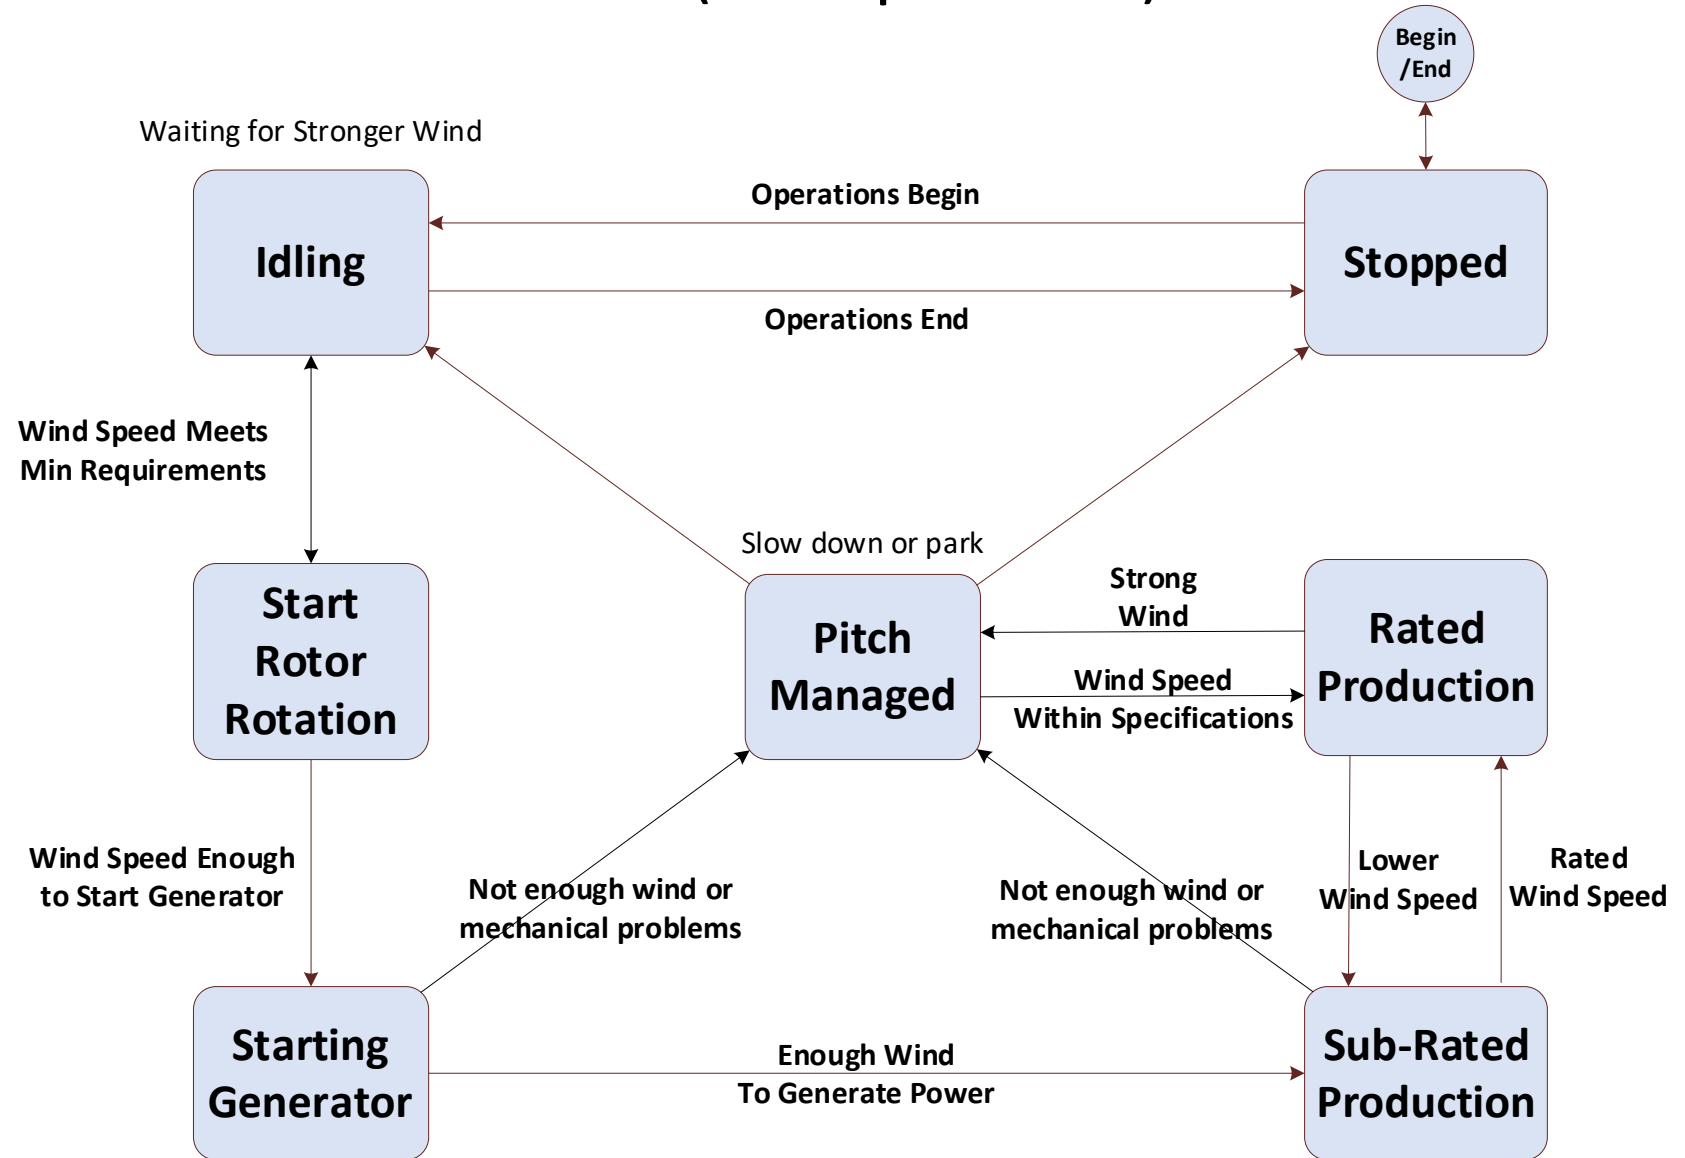 Begin
/End
Waiting for Stronger Wind
Operations Begin
Idling
Stopped
Operations End
Wind Speed Meets
Min Requirements
Slow down or park
Strong
Wind
Start
Rotor
Rotation
Pitch
Managed
Rated
Production
Wind Speed
Within Specifications
Wind Speed Enough
to Start Generator
Not enough wind or
mechanical problems
Not enough wind or
mechanical problems
Lower
Wind Speed
Rated
Wind Speed
Starting
Generator
Enough Wind
To Generate Power
Sub-Rated
Production